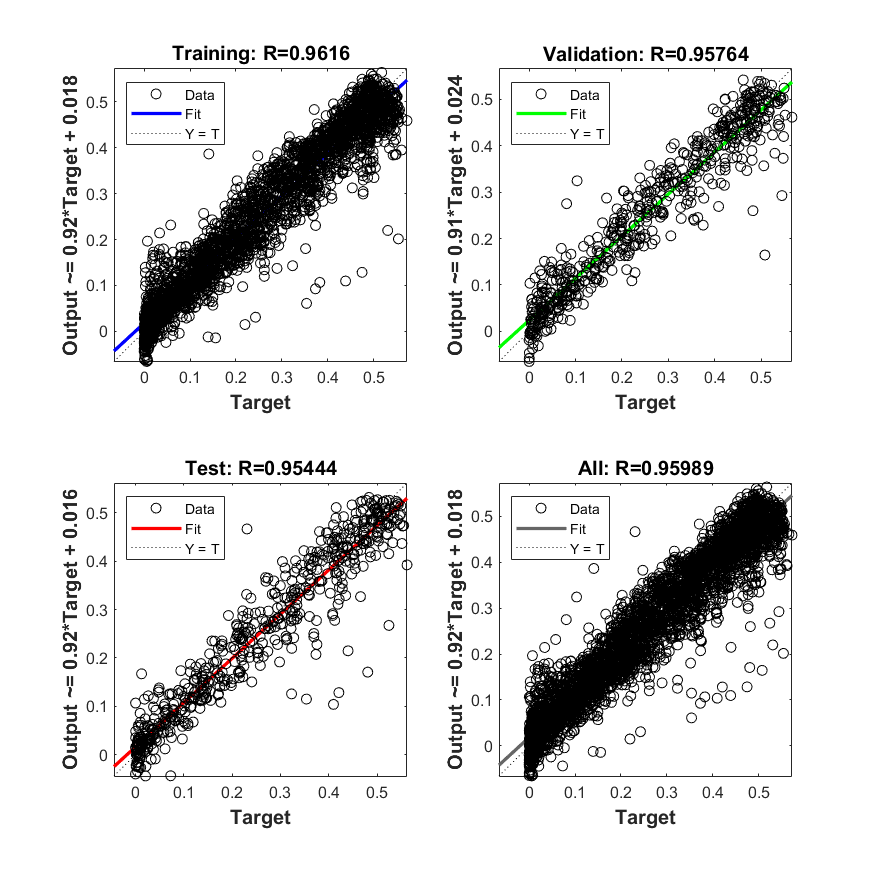 Training: R=0.9616
Output ~= 0.92*Target + 0.018
0.5
0.4
0.3
0.2
0.1
0
Data
Fit
Y = T
0 0.1 0.2 0.3 0.4 0.5
Target
Validation: R=0.95764
Output ~= 0.91*Target + 0.024
0.5
0.4
0.3
0.2
0.1
0
Data
Fit
Y = T
0 0.1 0.2 0.3 0.4 0.5
Target
Test: R=0.95444
Output ~= 0.92*Target + 0.016
0.5
0.4
0.3
0.2
0.1
0
Data
Fit
Y = T
0 0.1 0.2 0.3 0.4 0.5
Target
All: R=0.95989
Output ~= 0.92*Target + 0.018
0.5
0.4
0.3
0.2
0.1
0
Data
Fit
Y = T
0 0.1 0.2 0.3 0.4 0.5
Target